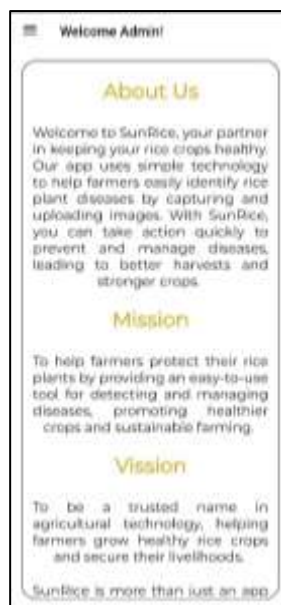 Welcome Admin!
About Us
Welcome to SunRice, your partner
in keeping your rice crops healthy.
Our app uses simple technology
to help farmers easily identify rice
plant diseases by capturing and
uploading images. With SunRice,
you can take action quickly to
prevent and manage diseases,
leading to better harvests and
stronger crops.
Mission
To help farmers protect their rice
plants by providing an easy-to-use
tool for detecting and managing
diseases, promoting healthier
crops and sustainable farming.
Vission
To be a trusted name in
agricultural technology, helping
farmers grow healthy rice crops
and secure their livelihoods.
SunRice is more than just an app